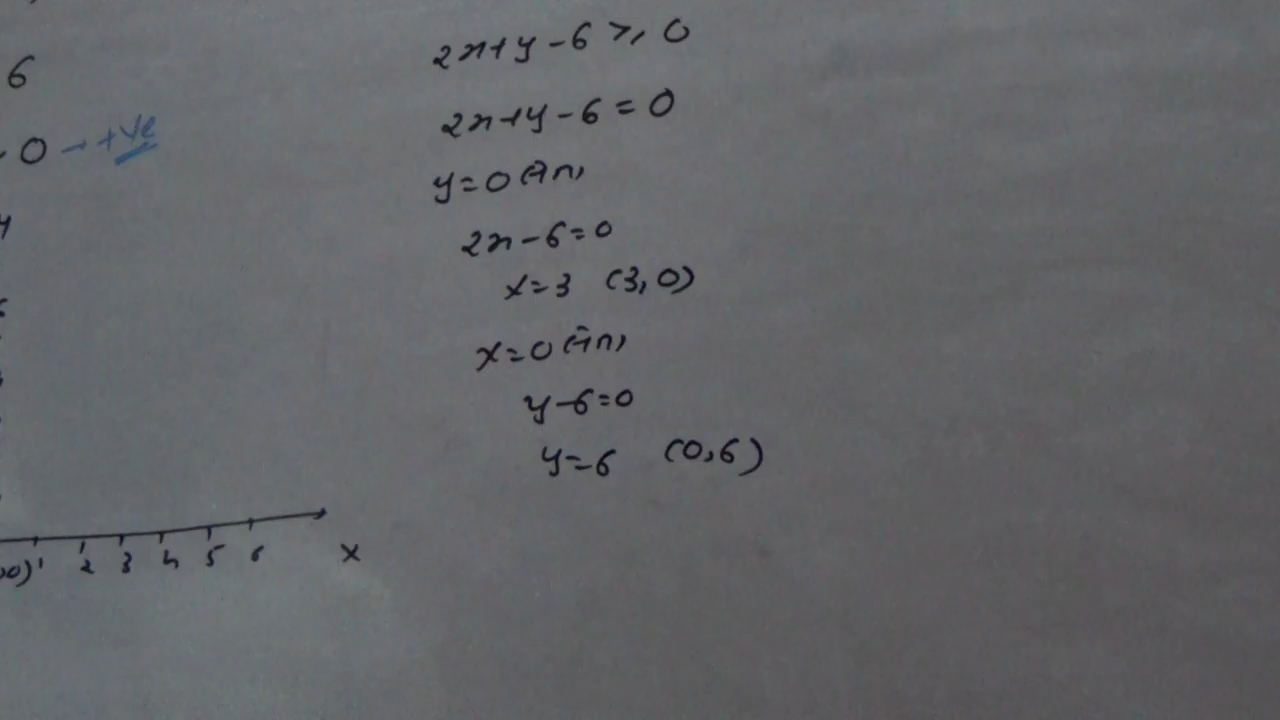 6
0 → +ve
2x+y-6 ≥ 0
2x+y-6 = 0
y=0
2x-6=0
x=3 (3,0)
x=0
y-6=0
y=6 (0,6)
1 2 3 4 5 6
x